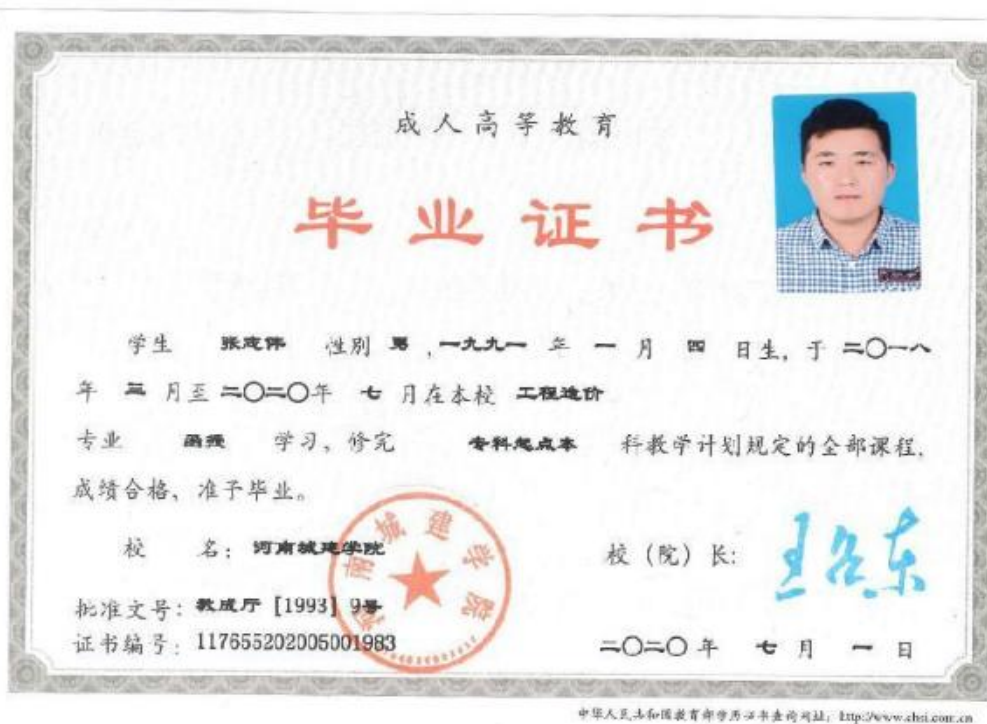 成人高等教育
毕业证书
学生 张志伟 性别 男 ,一九九一 年 一 月 四 日生, 于 二〇一八
年 三 月至 二〇二〇年 七 月在本校 工程造价
专业 函授 学习, 修完 专科起点本 科教学计划规定的全部课程,
成绩合格, 准予毕业。
校 名: 河南城建学院
校(院)长:
批准文号: 教成厅 [1993] 9号
证书编号: 117655202005001983
二〇二〇 年 七 月 一 日
河南城建学院
中华人民共和国教育部学历证书查询网址: http://www.chsi.com.cn